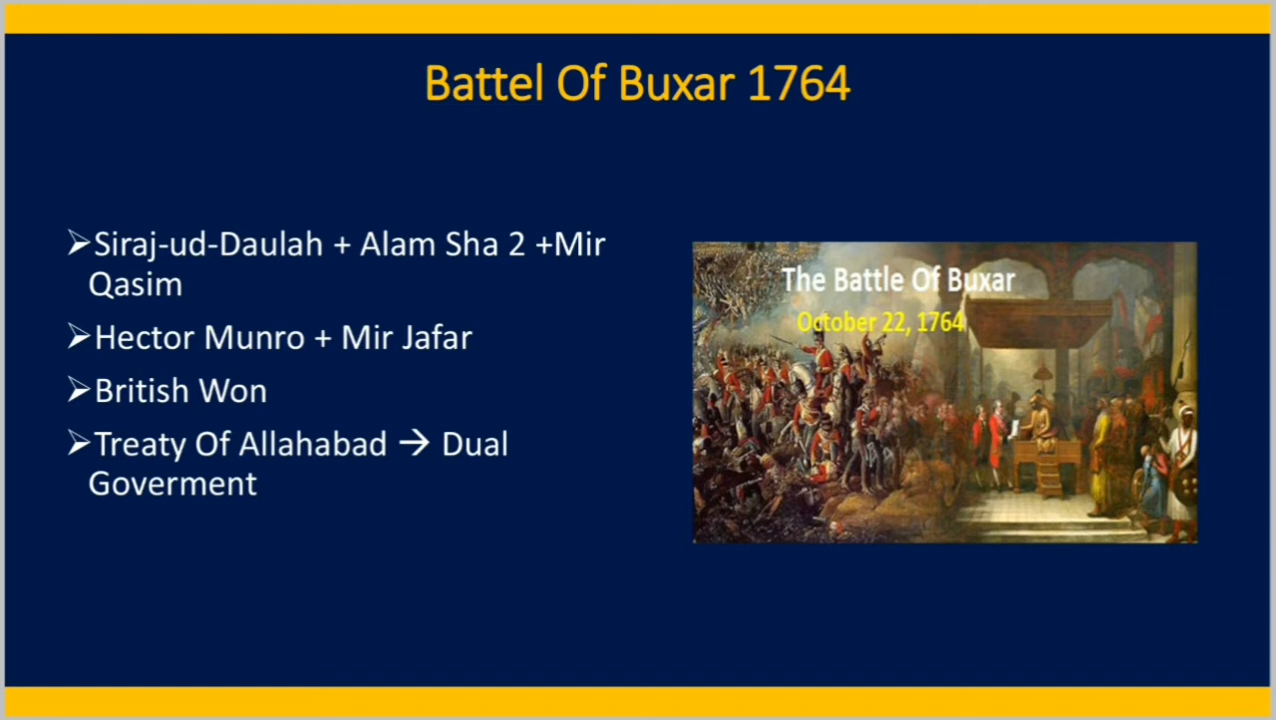 Battel Of Buxar 1764
➢Siraj-ud-Daulah + Alam Sha 2 +Mir
Qasim
➢Hector Munro + Mir Jafar
➢British Won
➢Treaty Of Allahabad → Dual
Goverment
The Battle Of Buxar
October 22, 1764